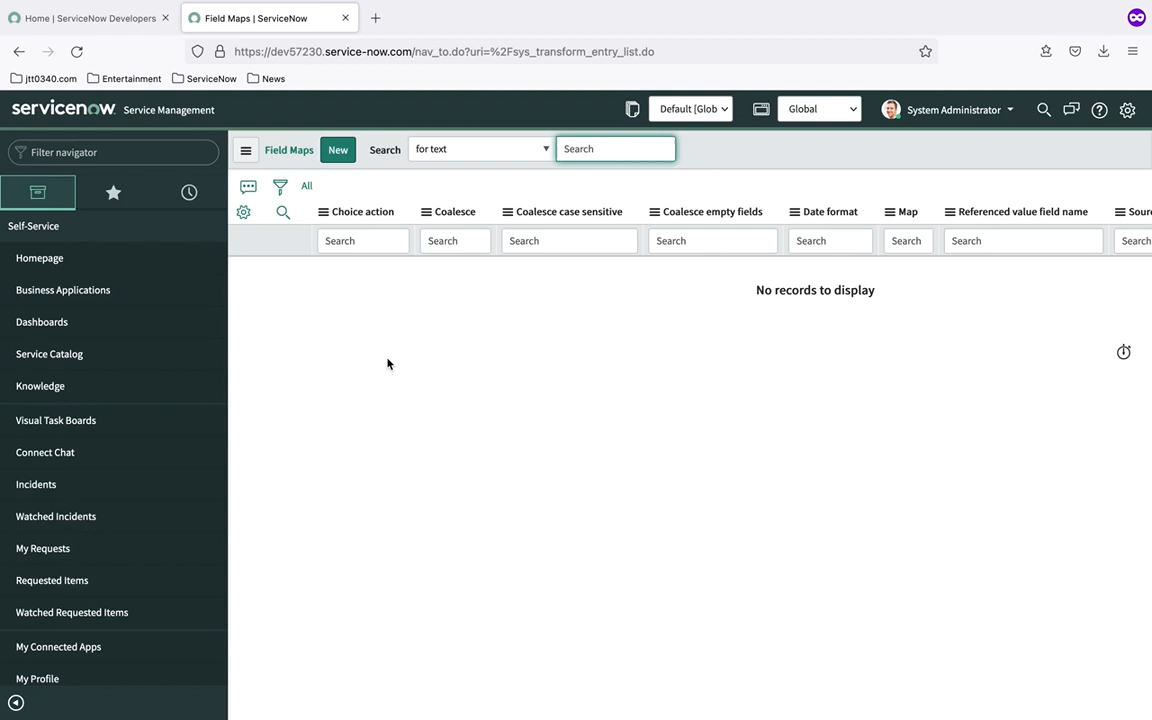 Home | ServiceNow Developers
Field Maps | ServiceNow
https://dev57230.service-now.com/nav_to.do?uri=%2Fsys_transform_entry_list.do
jtt0340.com
Entertainment
ServiceNow
News
servicenow
Service Management
Default [Glob
Global
System Administrator
Filter navigator
Field Maps
New
Search
for text
Search
All
Choice action
Coalesce
Coalesce case sensitive
Coalesce empty fields
Date format
Map
Referenced value field name
Sourc
Search
Search
Search
Search
Search
Search
Search
Search
No records to display
Self-Service
Homepage
Business Applications
Dashboards
Service Catalog
Knowledge
Visual Task Boards
Connect Chat
Incidents
Watched Incidents
My Requests
Requested Items
Watched Requested Items
My Connected Apps
My Profile